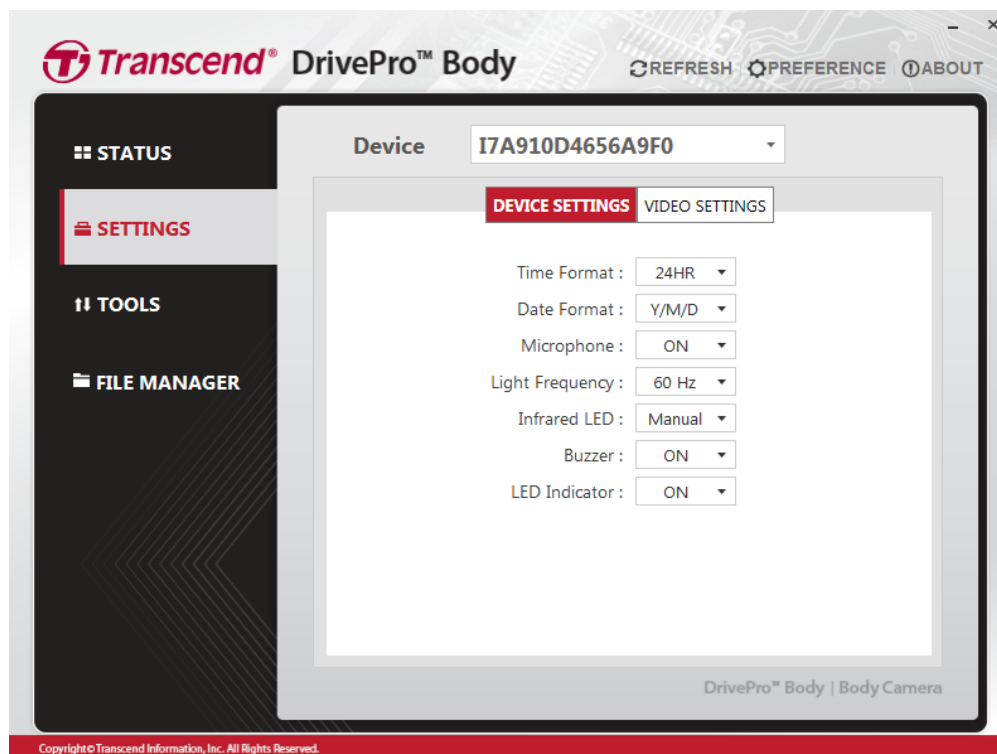 Transcend® DrivePro™ Body
REFRESH PREFERENCE ABOUT
STATUS
SETTINGS
TOOLS
FILE MANAGER
Device I7A910D4656A9F0
DEVICE SETTINGS VIDEO SETTINGS
Time Format : 24HR
Date Format : Y/M/D
Microphone : ON
Light Frequency : 60 Hz
Infrared LED : Manual
Buzzer : ON
LED Indicator : ON
DrivePro™ Body | Body Camera
Copyright©Transcend Information, Inc. All Rights Reserved.